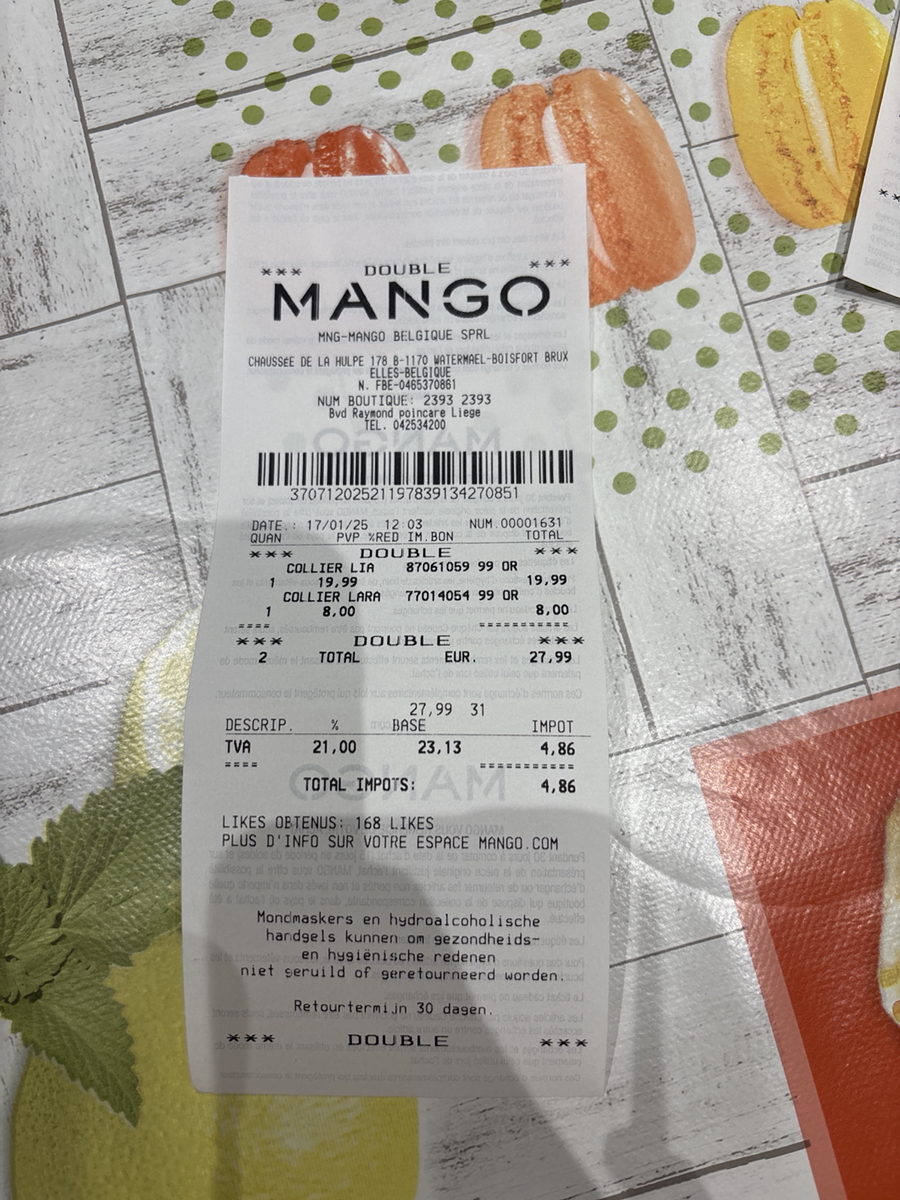 *** DOUBLE ***
MANGO
MNG-MANGO BELGIQUE SPRL
CHAUSSéE DE LA HULPE 178 B-1170 WATERMAEL-BOISFORT BRUX
ELLES-BELGIQUE
N. FBE-0465370861
NUM BOUTIQUE: 2393 2393
Bvd Raymond poincare Liege
TEL. 042534200
37071202521197839134270851
DATE.: 17/01/25 12:03 NUM.00001631
QUAN PVP %RED IM.BON TOTAL
*** DOUBLE ***
COLLIER LIA 87061059 99 OR
1 19,99 19,99
COLLIER LARA 77014054 99 OR
1 8,00 8,00
==== ===========
*** DOUBLE ***
2 TOTAL EUR. 27,99
27,99 31
DESCRIP. % BASE IMPOT
TVA 21,00 23,13 4,86
==== ===========
TOTAL IMPOTS: 4,86
LIKES OBTENUS: 168 LIKES
PLUS D'INFO SUR VOTRE ESPACE MANGO.COM
Mondmaskers en hydroalcoholische
handgels kunnen om gezondheids-
en hygiënische redenen
niet geruild of geretourneerd worden.
Retourtermijn 30 dagen.
*** DOUBLE ***